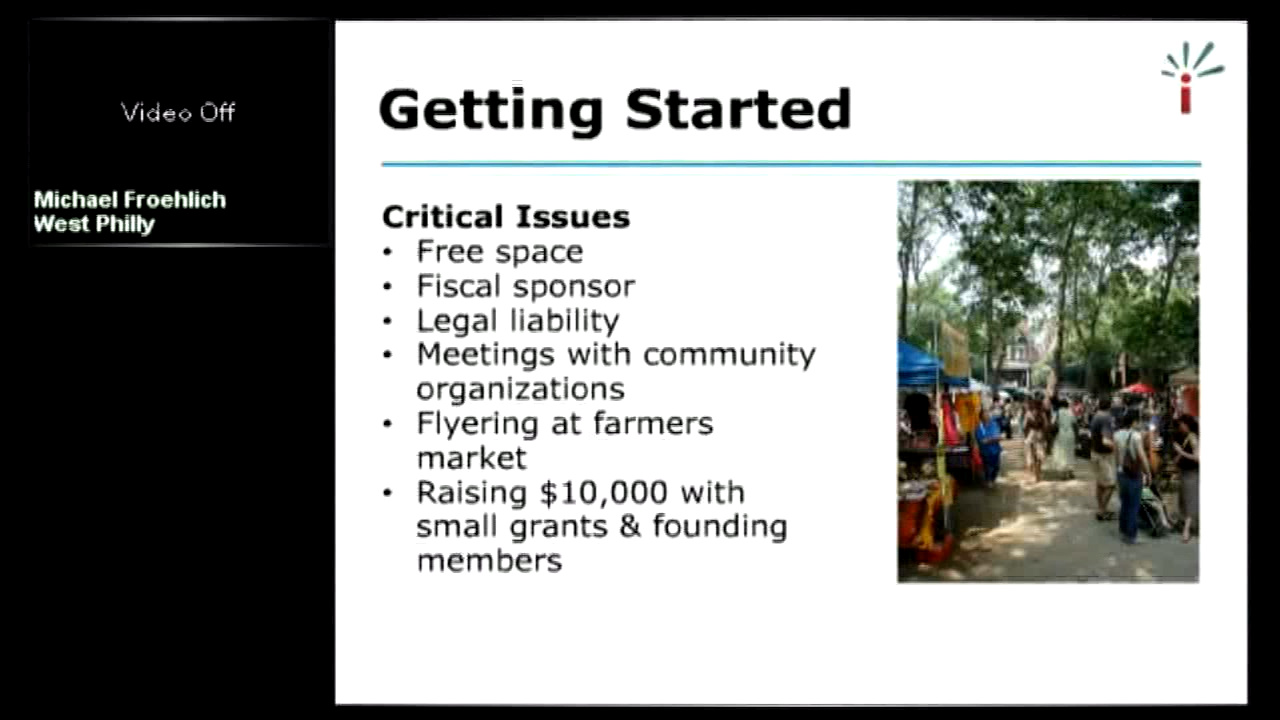 Video Off
Michael Froehlich
West Philly
Getting Started
Critical Issues
• Free space
• Fiscal sponsor
• Legal liability
• Meetings with community
organizations
• Flyering at farmers
market
• Raising $10,000 with
small grants & founding
members